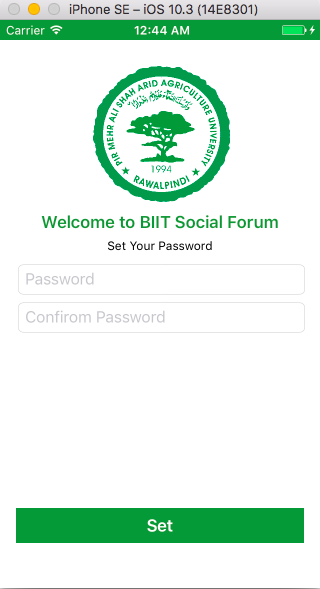 iPhone SE – iOS 10.3 (14E8301)
Carrier 12:44 AM
PIR MEHR ALI SHAH ARID AGRICULTURE UNIVERSITY
1994
★ RAWALPINDI ★
Welcome to BIIT Social Forum
Set Your Password
Password
Confirom Password
Set